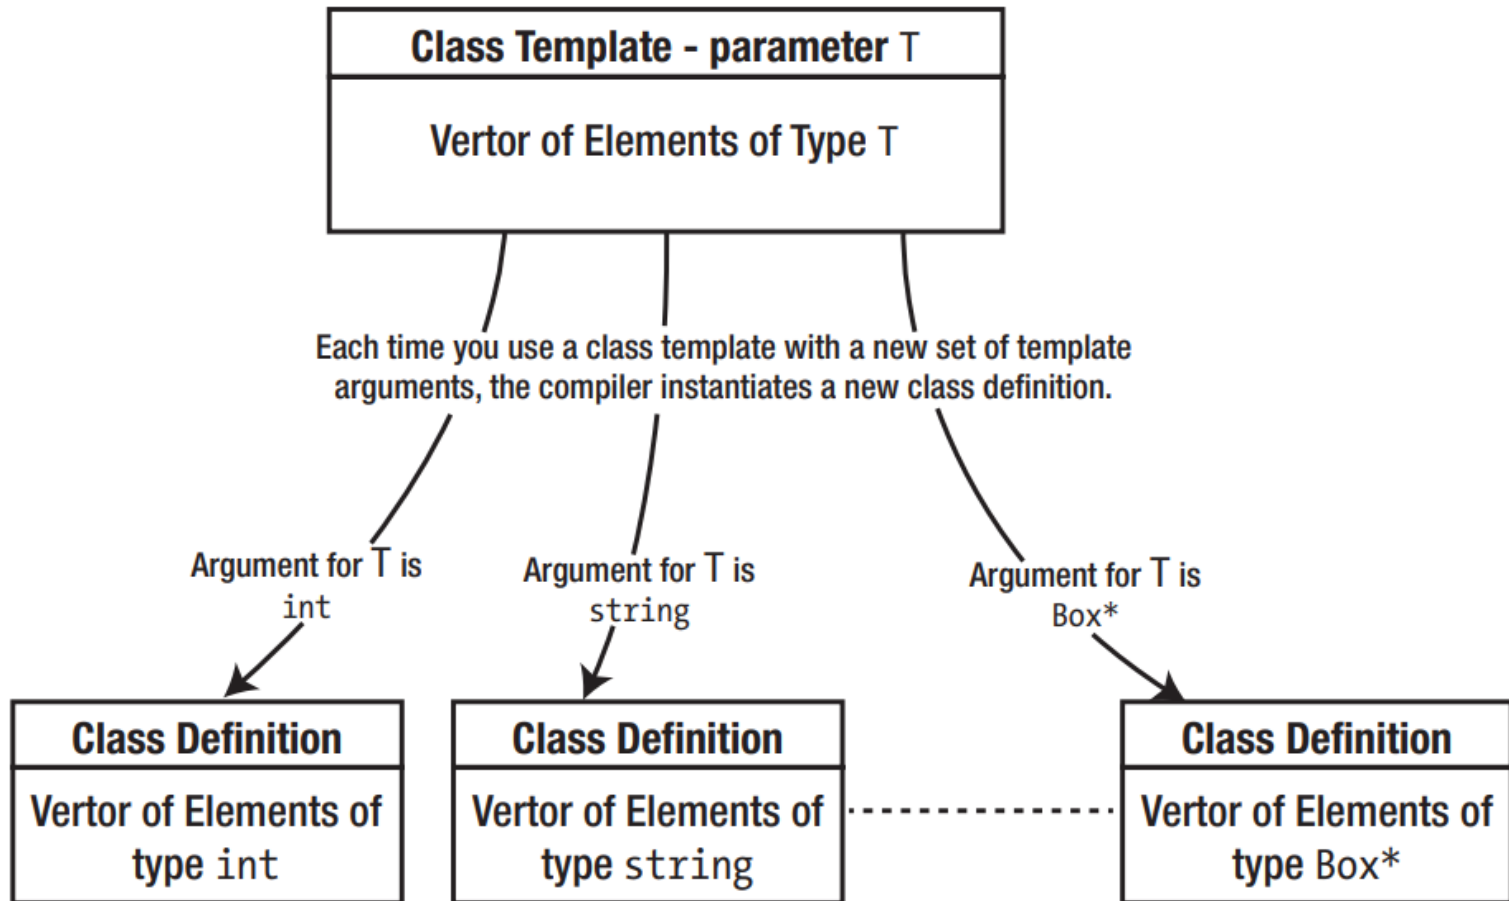 Class Template - parameter T
Vertor of Elements of Type T
Each time you use a class template with a new set of template
arguments, the compiler instantiates a new class definition.
Argument for T is
int
Argument for T is
string
Argument for T is
Box*
Class Definition
Vertor of Elements of
type int
Class Definition
Vertor of Elements of
type string
Class Definition
Vertor of Elements of
type Box*